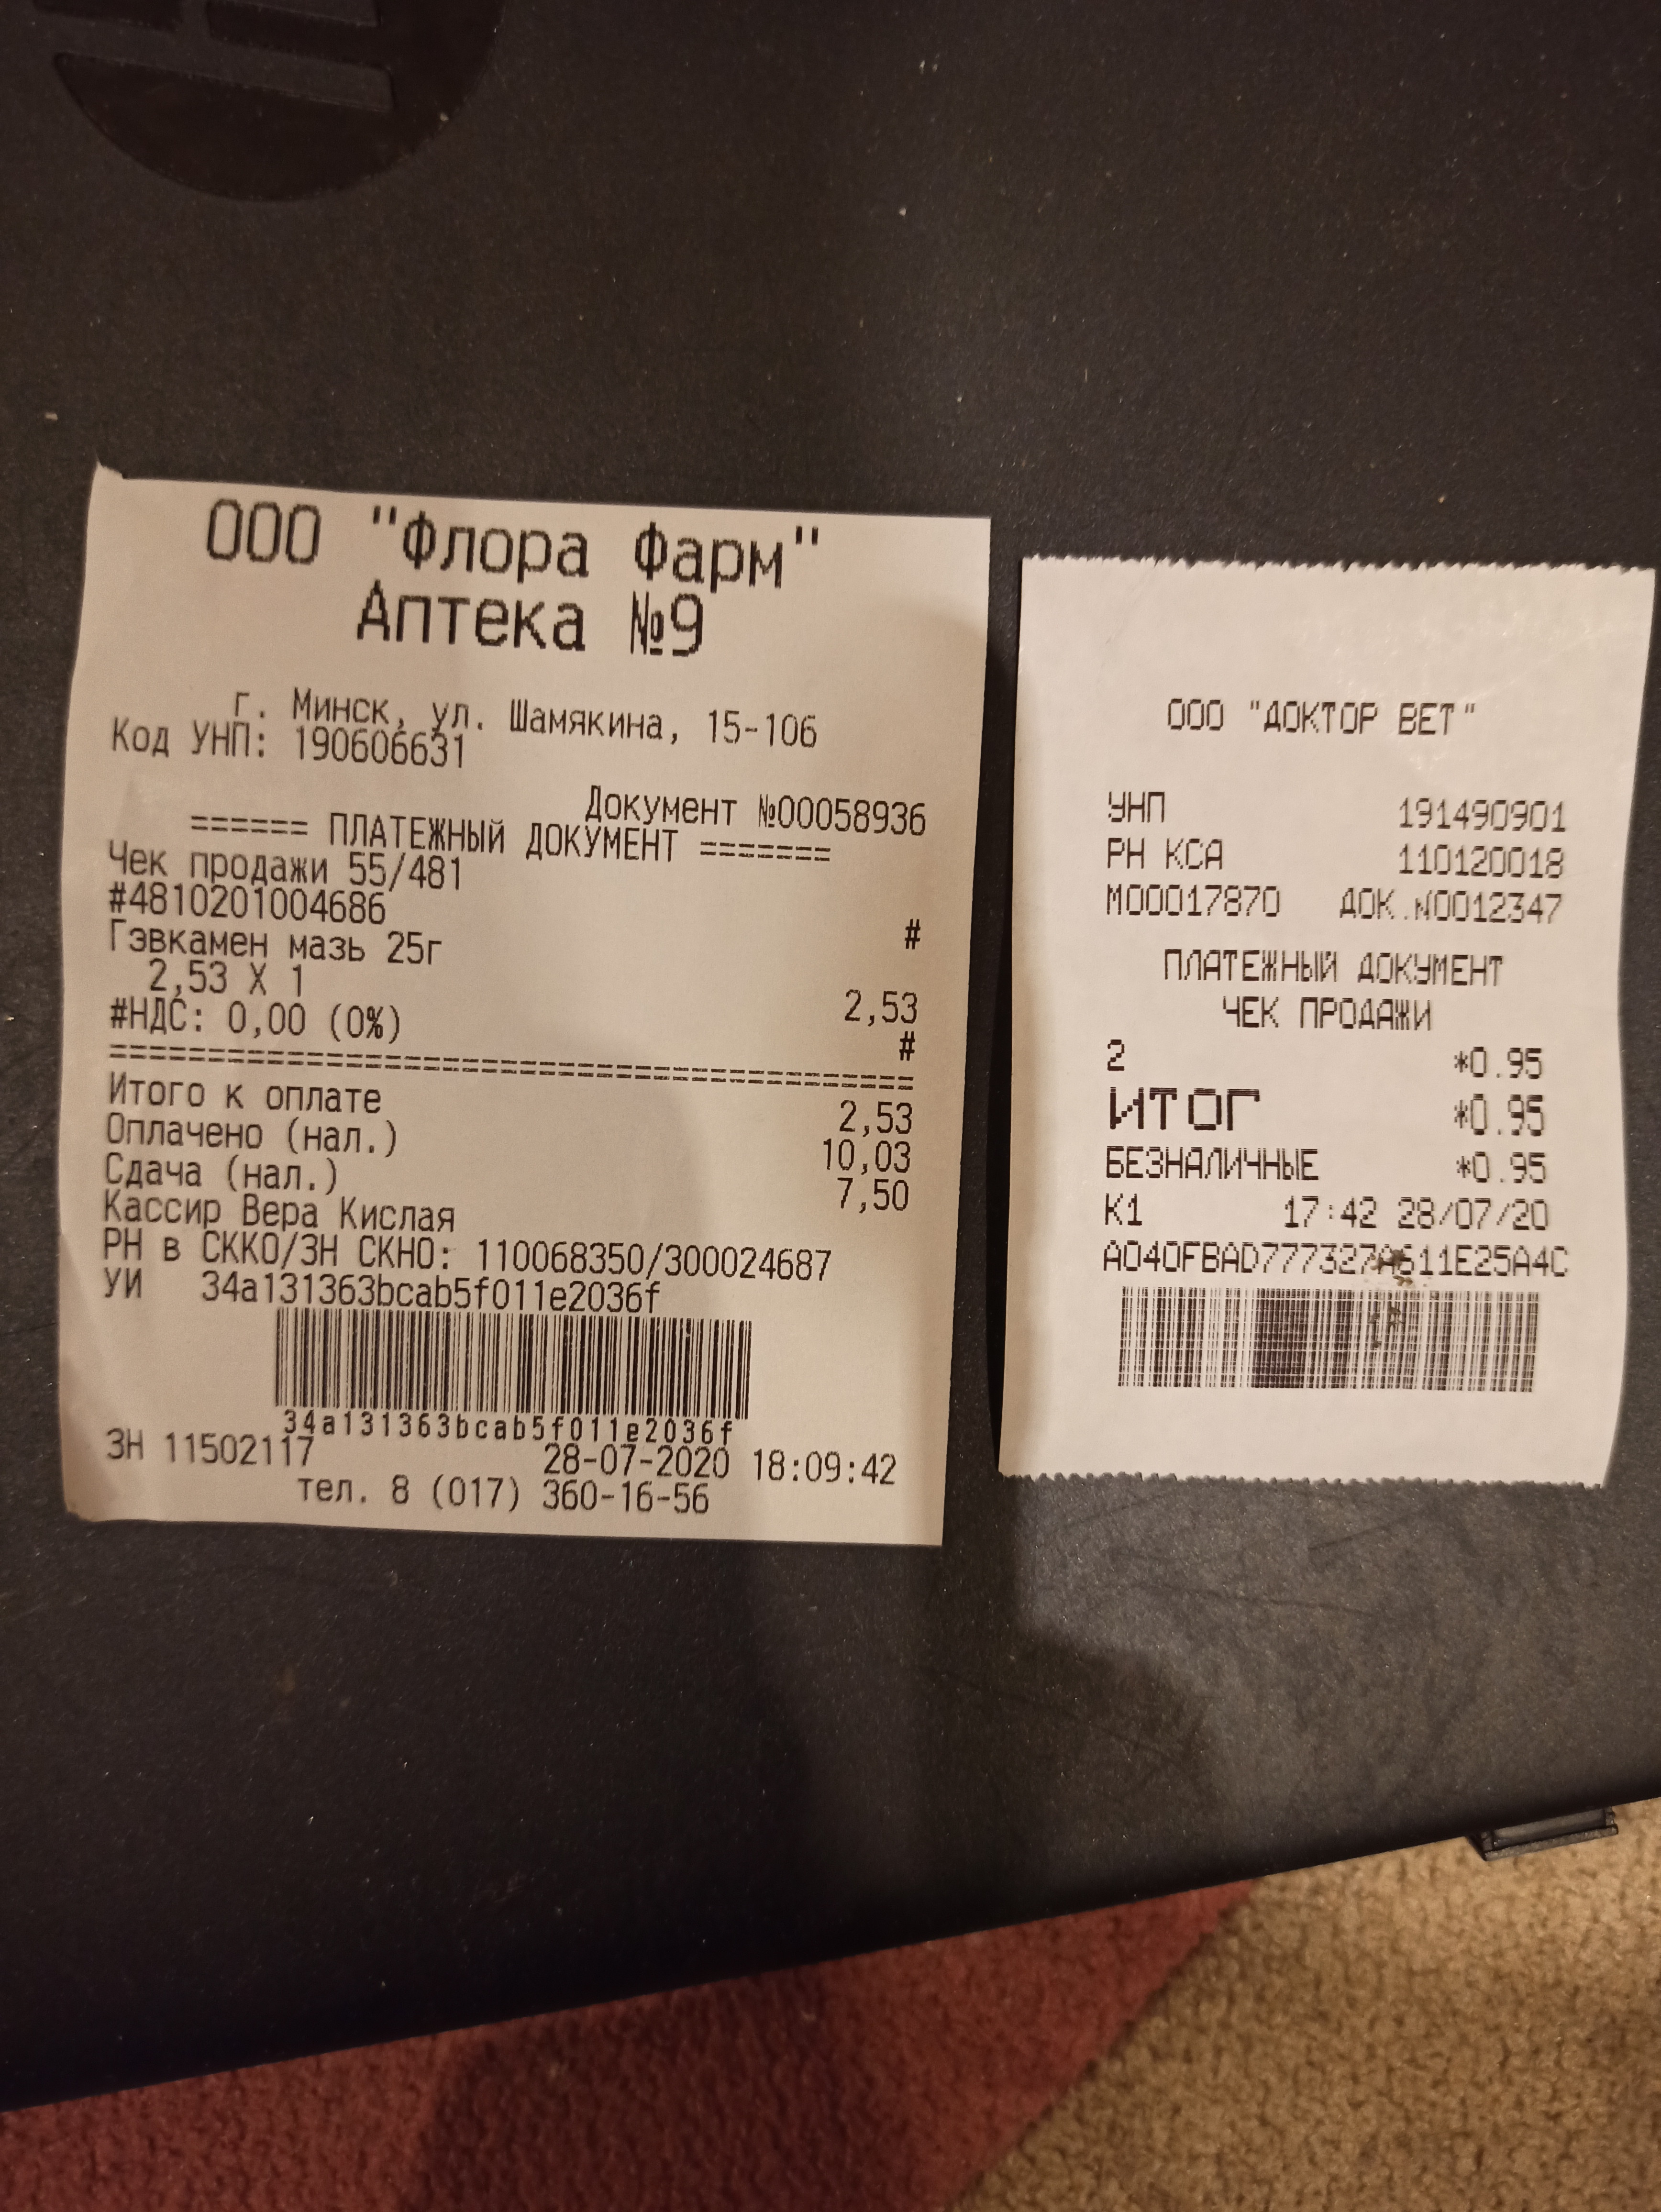 ООО "Флора Фарм"
Аптека №9
г. Минск, ул. Шамякина, 15-106
Код УНП: 190606631
Документ №00058936
====== ПЛАТЕЖНЫЙ ДОКУМЕНТ =======
Чек продажи 55/481
#4810201004686
#
Гэвкамен мазь 25г
2,53 X 1
2,53
#НДС: 0,00 (0%)
#
=========================================
Итого к оплате 2,53
Оплачено (нал.) 10,03
Сдача (нал.) 7,50
Кассир Вера Кислая
РН в СККО/ЗН СКНО: 110068350/300024687
УИ 34a131363bcab5f011e2036f
34a131363bcab5f011e2036f
ЗН 11502117 28-07-2020 18:09:42
тел. 8 (017) 360-16-56
ООО "ДОКТОР ВЕТ"
УНП 191490901
РН КСА 110120018
М00017870 ДОК.N0012347
ПЛАТЕЖНЫЙ ДОКУМЕНТ
ЧЕК ПРОДАЖИ
2 *0.95
ИТОГ *0.95
БЕЗНАЛИЧНЫЕ *0.95
К1 17:42 28/07/20
A040FBAD777327A611E25A4C